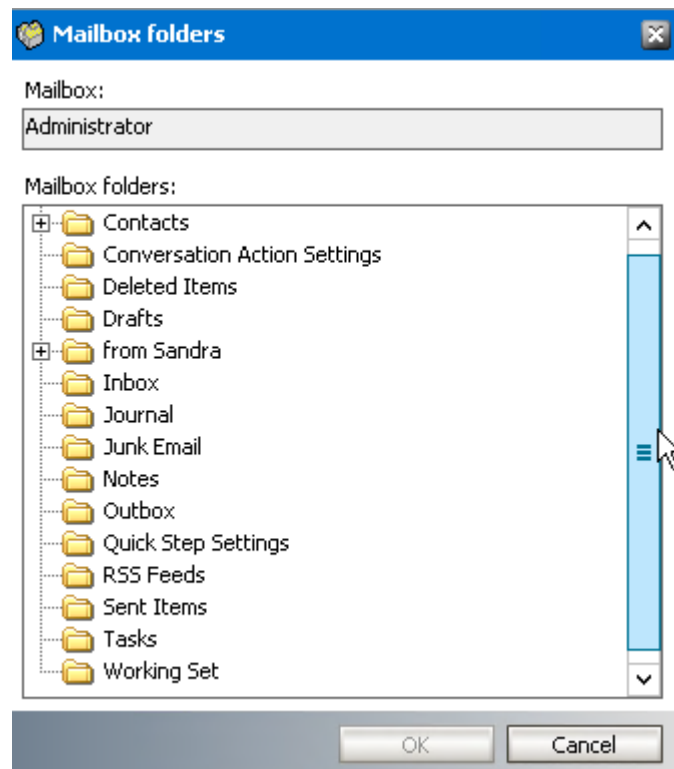 Mailbox folders
Mailbox:
Administrator
Mailbox folders:
Contacts
Conversation Action Settings
Deleted Items
Drafts
from Sandra
Inbox
Journal
Junk Email
Notes
Outbox
Quick Step Settings
RSS Feeds
Sent Items
Tasks
Working Set
OK Cancel